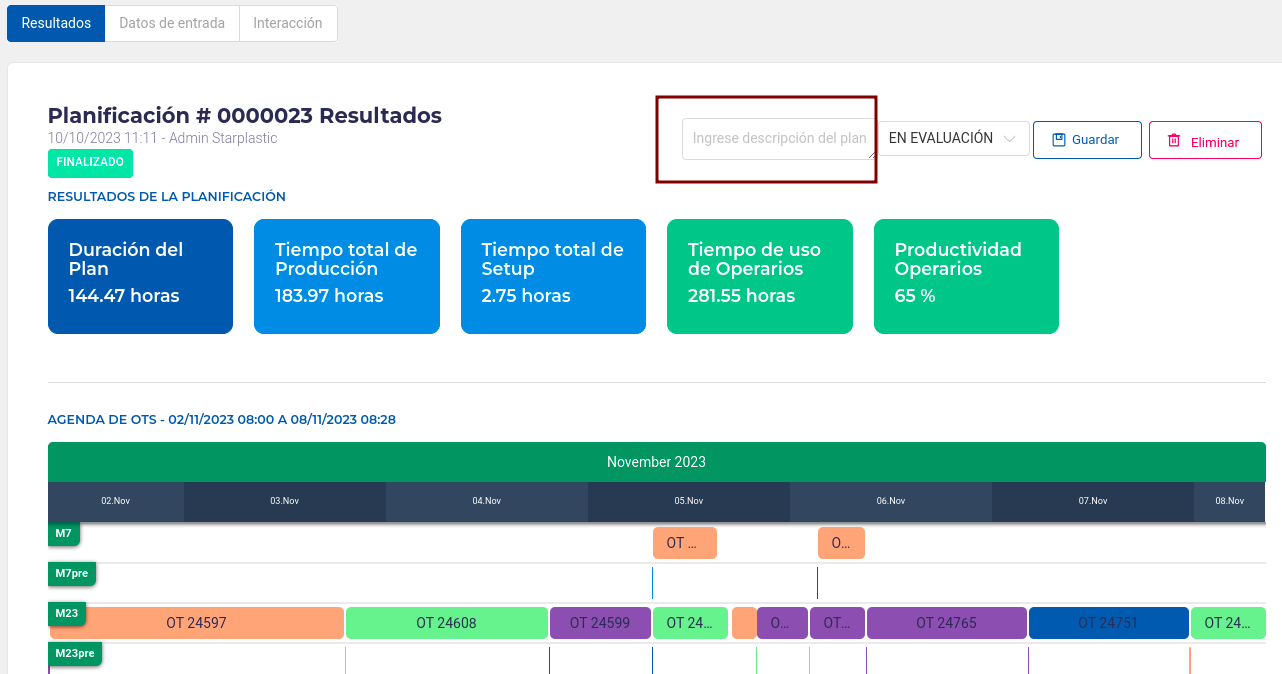 Resultados
Datos de entrada
Interacción
Planificación # 0000023 Resultados
10/10/2023 11:11 - Admin Starplastic
FINALIZADO
Ingrese descripción del plan
EN EVALUACIÓN
Guardar
Eliminar
RESULTADOS DE LA PLANIFICACIÓN
Duración del
Plan
144.47 horas
Tiempo total de
Producción
183.97 horas
Tiempo total de
Setup
2.75 horas
Tiempo de uso
de Operarios
281.55 horas
Productividad
Operarios
65 %
AGENDA DE OTS - 02/11/2023 08:00 A 08/11/2023 08:28
November 2023
02.Nov
03.Nov
04.Nov
05.Nov
06.Nov
07.Nov
08.Nov
M7
OT ...
O...
M7pre
M23
OT 24597
OT 24608
OT 24599
OT 24...
O...
OT...
OT 24765
OT 24751
OT 24...
M23pre